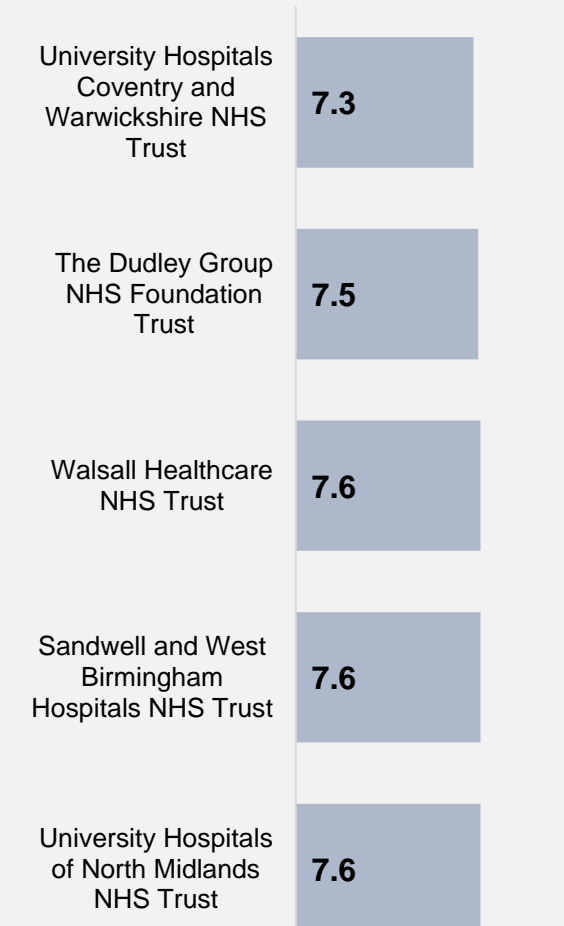 University Hospitals
Coventry and
Warwickshire NHS
Trust
7.3
The Dudley Group
NHS Foundation
Trust
7.5
Walsall Healthcare
NHS Trust
7.6
Sandwell and West
Birmingham
Hospitals NHS Trust
7.6
University Hospitals
of North Midlands
NHS Trust
7.6